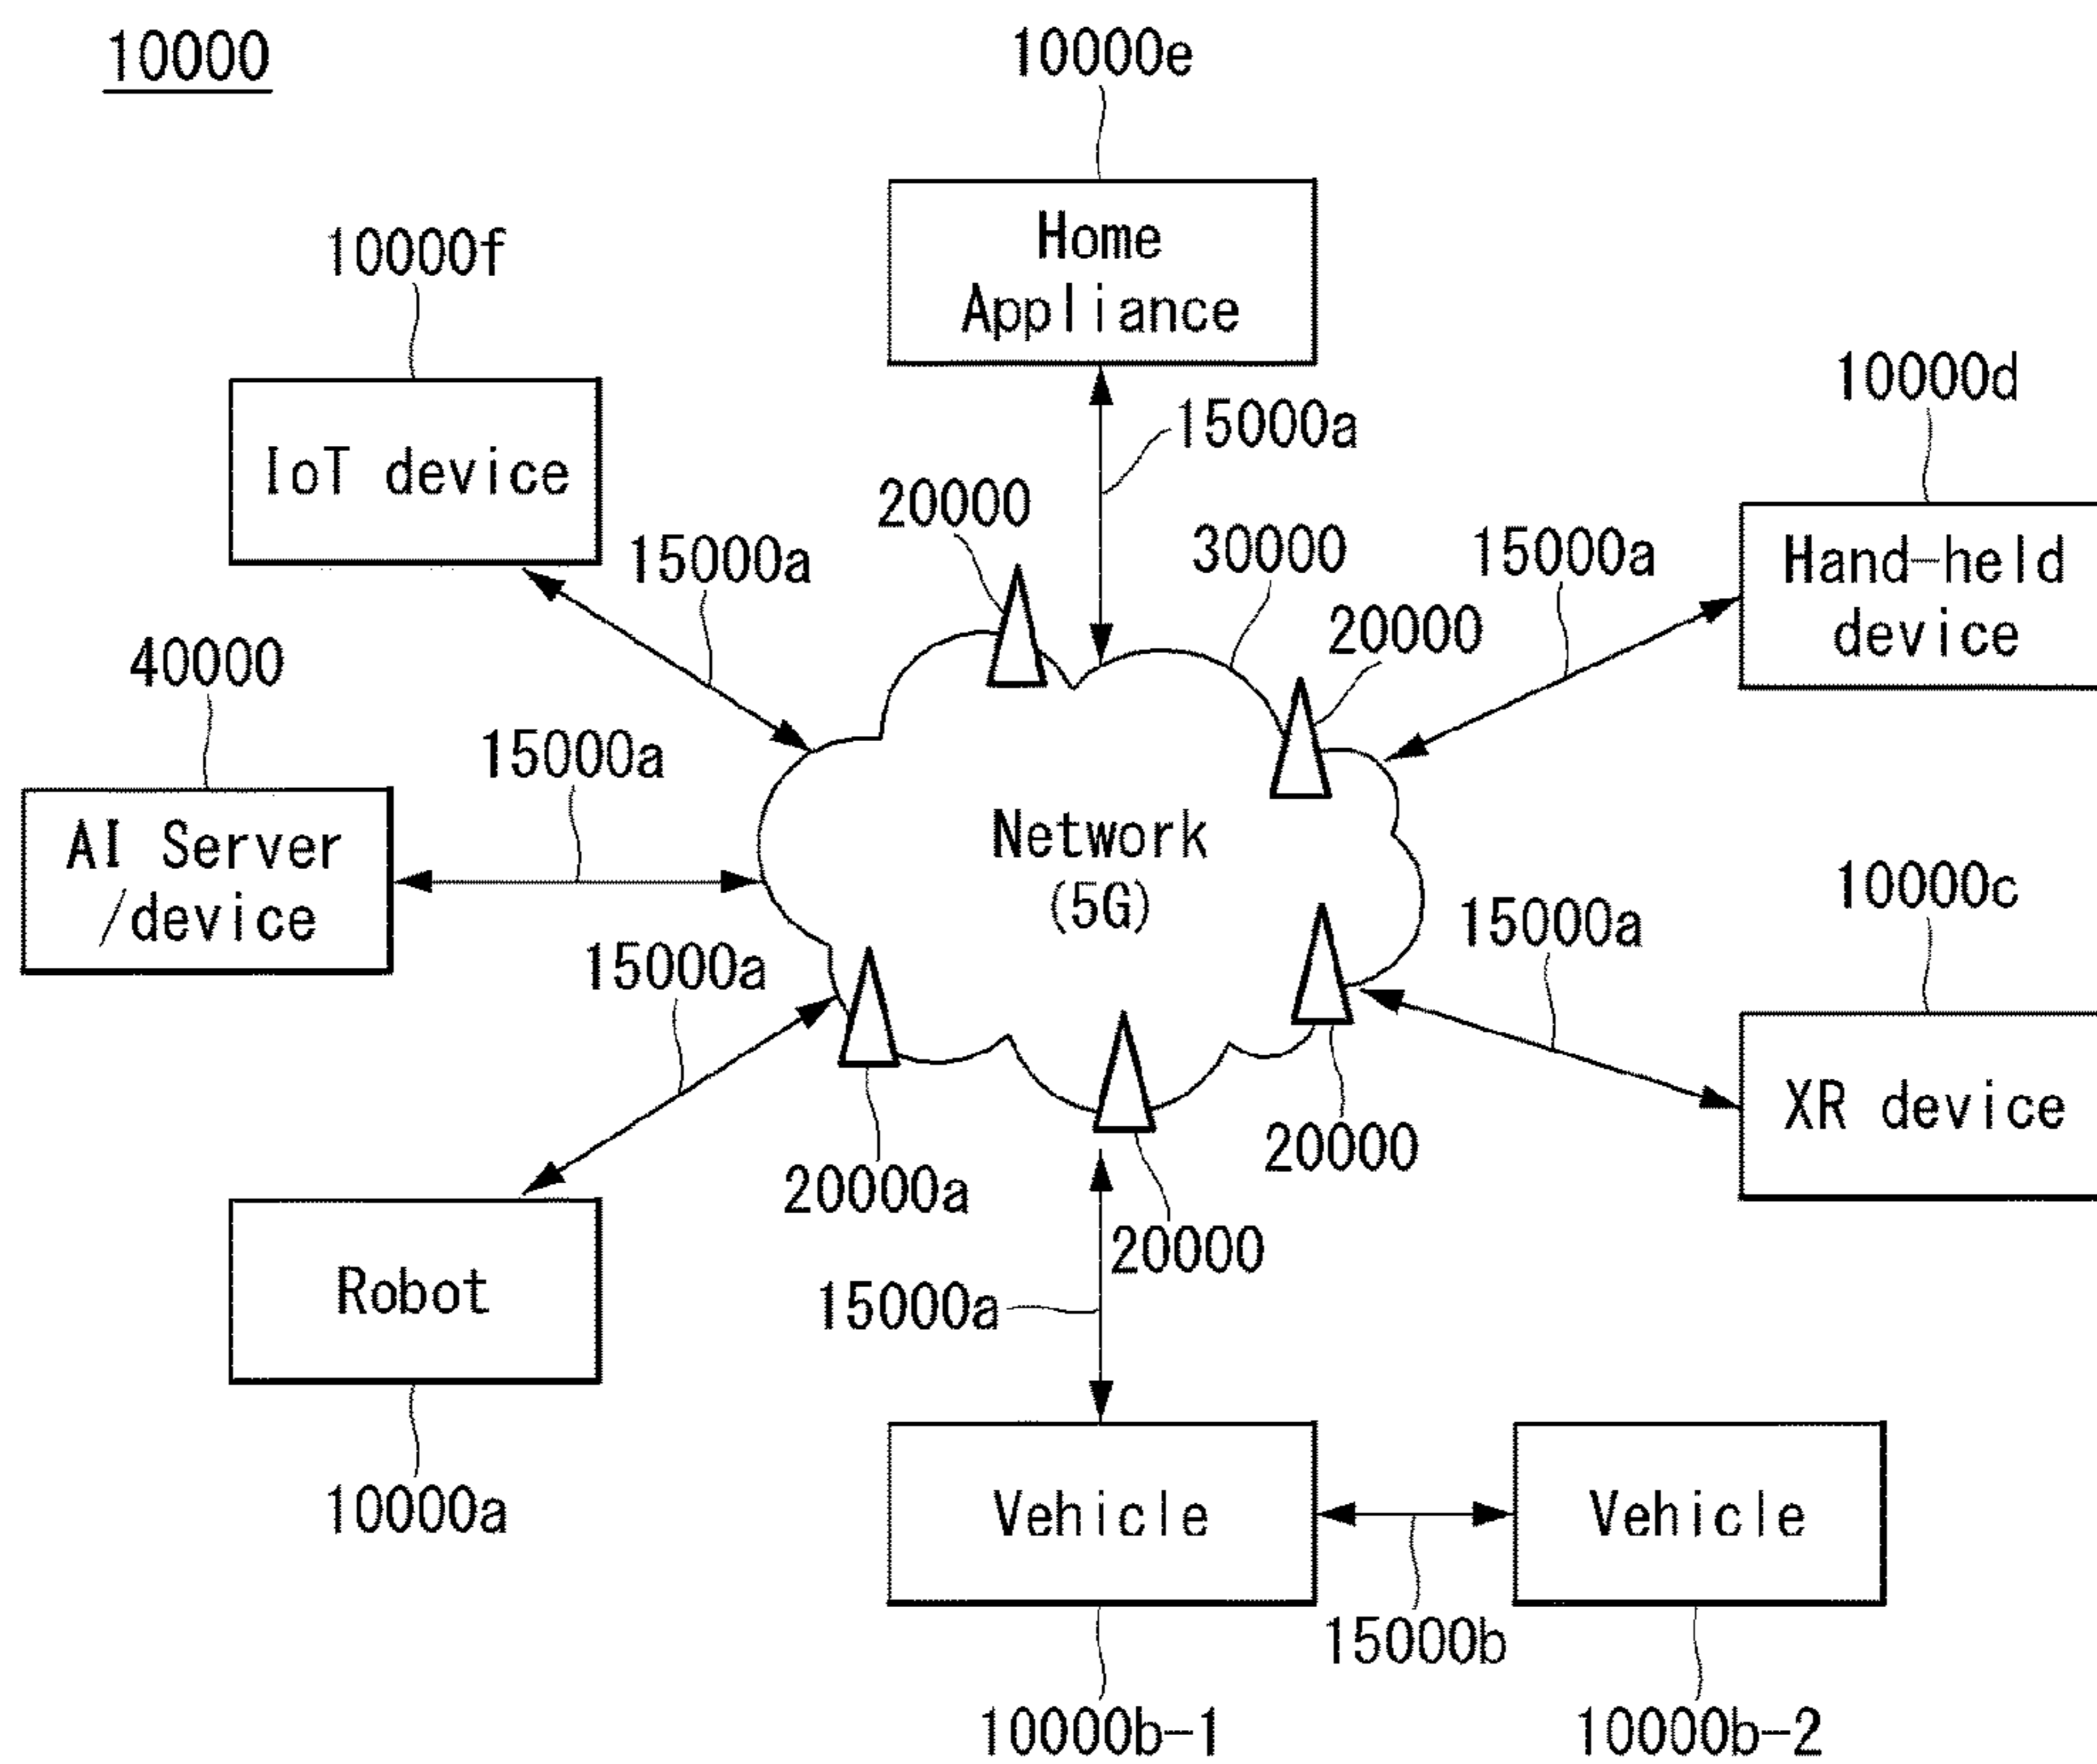 10000
10000e
Home
Appliance
10000f
IoT device
10000d
Hand-held
device
15000a
20000
30000
15000a
15000a
20000
40000
AI Server
/device
15000a
Network
(5G)
10000c
XR device
15000a
15000a
20000a
20000
20000
15000a
Robot
10000a
Vehicle
Vehicle
15000b
10000b-1
10000b-2